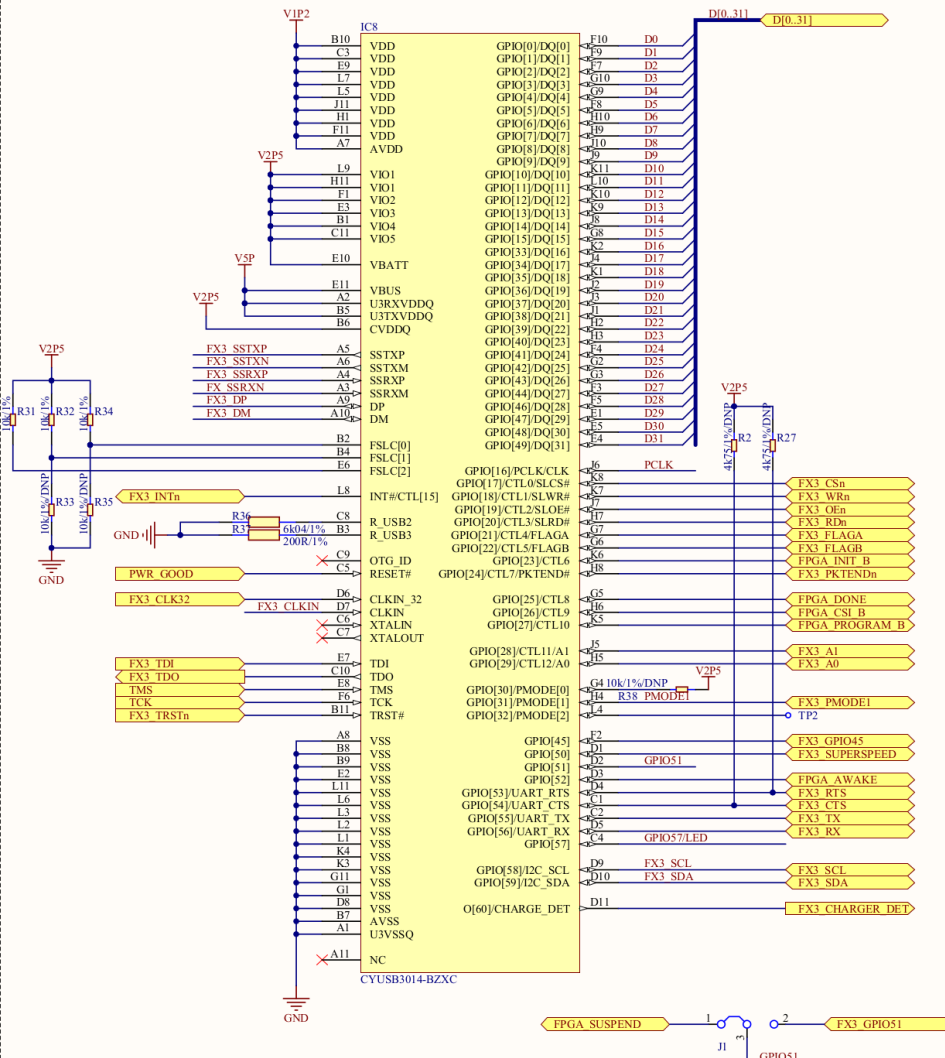 V1P2
IC8
D[0..31]
D[0..31]
B10 VDD GPIO[0]/DQ[0] F10 D0
C3 VDD GPIO[1]/DQ[1] F9 D1
E9 VDD GPIO[2]/DQ[2] F7 D2
L7 VDD GPIO[3]/DQ[3] G10 D3
L5 VDD GPIO[4]/DQ[4] G9 D4
J11 VDD GPIO[5]/DQ[5] F8 D5
H1 VDD GPIO[6]/DQ[6] H10 D6
F11 VDD GPIO[7]/DQ[7] H9 D7
A7 AVDD GPIO[8]/DQ[8] J10 D8
V2P5 GPIO[9]/DQ[9] J9 D9
L9 VIO1 GPIO[10]/DQ[10] K11 D10
H11 VIO1 GPIO[11]/DQ[11] L10 D11
F1 VIO2 GPIO[12]/DQ[12] K10 D12
E3 VIO3 GPIO[13]/DQ[13] K9 D13
B1 VIO4 GPIO[14]/DQ[14] J8 D14
C11 VIO5 GPIO[15]/DQ[15] G8 D15
GPIO[33]/DQ[16] K2 D16
E10 VBATT GPIO[34]/DQ[17] J4 D17
V5P GPIO[35]/DQ[18] K1 D18
E11 VBUS GPIO[36]/DQ[19] J2 D19
V2P5 A2 U3RXVDDQ GPIO[37]/DQ[20] J3 D20
B5 U3TXVDDQ GPIO[38]/DQ[21] J1 D21
B6 CVDDQ GPIO[39]/DQ[22] H2 D22
GPIO[40]/DQ[23] H3 D23
FX3_SSTXP A5 SSTXP GPIO[41]/DQ[24] F4 D24
FX3_SSTXN A6 SSTXM GPIO[42]/DQ[25] G2 D25
FX3_SSRXP A4 SSRXP GPIO[43]/DQ[26] G3 D26
FX_SSRXN A3 SSRXM GPIO[44]/DQ[27] F3 D27
FX3_DP A9 DP GPIO[46]/DQ[28] F5 D28
FX3_DM A10 DM GPIO[47]/DQ[29] E1 D29
GPIO[48]/DQ[30] E5 D30
B2 FSLC[0] GPIO[49]/DQ[31] E4 D31
B4 FSLC[1]
E6 FSLC[2] GPIO[16]/PCLK/CLK J6 PCLK
V2P5
R31 10k/1%
R32 10k/1%
R34 10k/1%
R33 10k/1%/DNP
R35 10k/1%/DNP
GND
V2P5
R2 4k75/1%/DNP
R27 4k75/1%/DNP
GPIO[17]/CTL0/SLCS# K8 FX3_CSn
FX3_INTn L8 INT#/CTL[15] GPIO[18]/CTL1/SLWR# K7 FX3_WRn
GPIO[19]/CTL2/SLOE# J7 FX3_OEn
GND R36 6k04/1% C8 R_USB2 GPIO[20]/CTL3/SLRD# H7 FX3_RDn
R37 200R/1% B3 R_USB3 GPIO[21]/CTL4/FLAGA G7 FX3_FLAGA
GPIO[22]/CTL5/FLAGB G6 FX3_FLAGB
C9 OTG_ID GPIO[23]/CTL6 K6 FPGA_INIT_B
PWR_GOOD C5 RESET# GPIO[24]/CTL7/PKTEND# H8 FX3_PKTENDn
FX3_CLK32 D6 CLKIN_32 GPIO[25]/CTL8 G5 FPGA_DONE
FX3_CLKIN D7 CLKIN GPIO[26]/CTL9 H6 FPGA_CSI_B
C6 XTALIN GPIO[27]/CTL10 K5 FPGA_PROGRAM_B
C7 XTALOUT
GPIO[28]/CTL11/A1 J5 FX3_A1
FX3_TDI E7 TDI GPIO[29]/CTL12/A0 H5 FX3_A0
FX3_TDO C10 TDO
TMS E8 TMS GPIO[30]/PMODE[0] G4 10k/1%/DNP V2P5
TCK F6 TCK GPIO[31]/PMODE[1] H4 R38 PMODE1 FX3_PMODE1
FX3_TRSTn B11 TRST# GPIO[32]/PMODE[2] L4 TP2
A8 VSS GPIO[45] F2 FX3_GPIO45
B8 VSS GPIO[50] D1 FX3_SUPERSPEED
B9 VSS GPIO[51] D2 GPIO51
E2 VSS GPIO[52] D3 FPGA_AWAKE
L11 VSS GPIO[53]/UART_RTS D4 FX3_RTS
L6 VSS GPIO[54]/UART_CTS C1 FX3_CTS
L3 VSS GPIO[55]/UART_TX C2 FX3_TX
L2 VSS GPIO[56]/UART_RX D5 FX3_RX
L1 VSS GPIO[57] C4 GPIO57/LED
K4 VSS
K3 VSS GPIO[58]/I2C_SCL D9 FX3_SCL FX3_SCL
G11 VSS GPIO[59]/I2C_SDA D10 FX3_SDA FX3_SDA
G1 VSS
D8 VSS O[60]/CHARGE_DET D11 FX3_CHARGER_DET
B7 AVSS
A1 U3VSSQ
A11 NC
CYUSB3014-BZXC
GND
FPGA_SUSPEND 1 2 FX3_GPIO51
3
J1
GPIO51